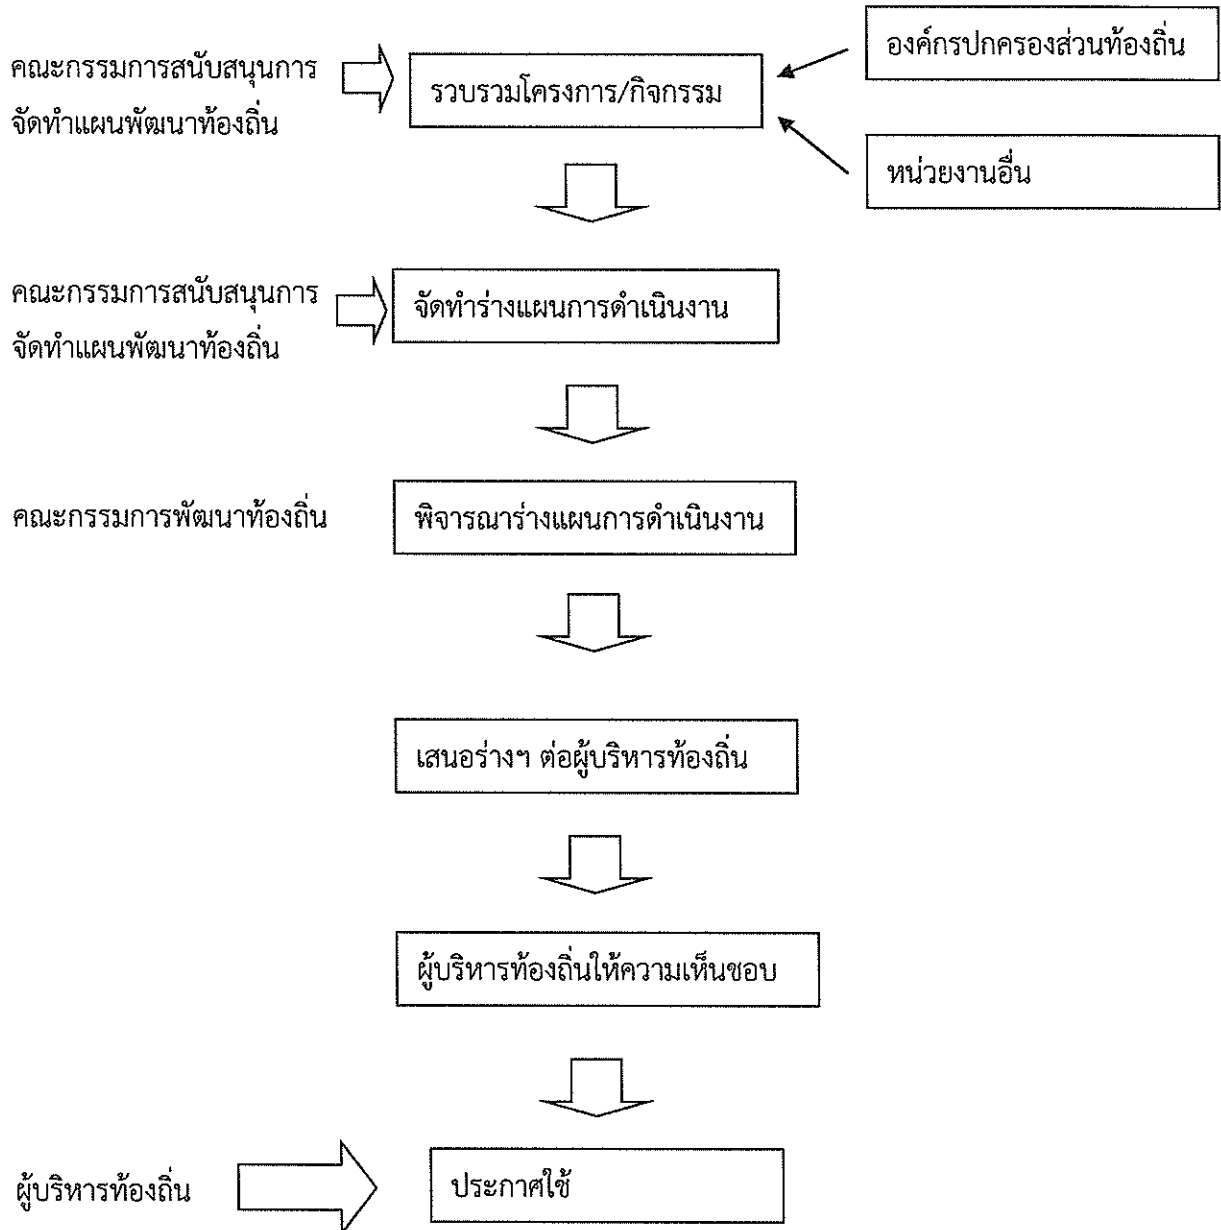 คณะกรรมการสนับสนุนการ
จัดทำแผนพัฒนาท้องถิ่น
รวบรวมโครงการ/กิจกรรม
องค์กรปกครองส่วนท้องถิ่น
หน่วยงานอื่น
คณะกรรมการสนับสนุนการ
จัดทำแผนพัฒนาท้องถิ่น
จัดทำร่างแผนการดำเนินงาน
คณะกรรมการพัฒนาท้องถิ่น
พิจารณาร่างแผนการดำเนินงาน
เสนอร่างฯ ต่อผู้บริหารท้องถิ่น
ผู้บริหารท้องถิ่นให้ความเห็นชอบ
ผู้บริหารท้องถิ่น
ประกาศใช้